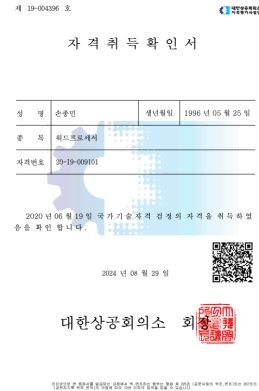 제 19-004396 호
대한상공회의소
자격평가사업단
자격취득확인서
성 명 손종민 생년월일 1996 년 05 월 25 일
종 목 워드프로세서
자격번호 20-19-009101
2020 년 06 월 19 일 국가기술자격 검정의 자격을 취득하였
음을 확인 합니다.
2024 년 08 월 29 일
대한상공회의소 회장